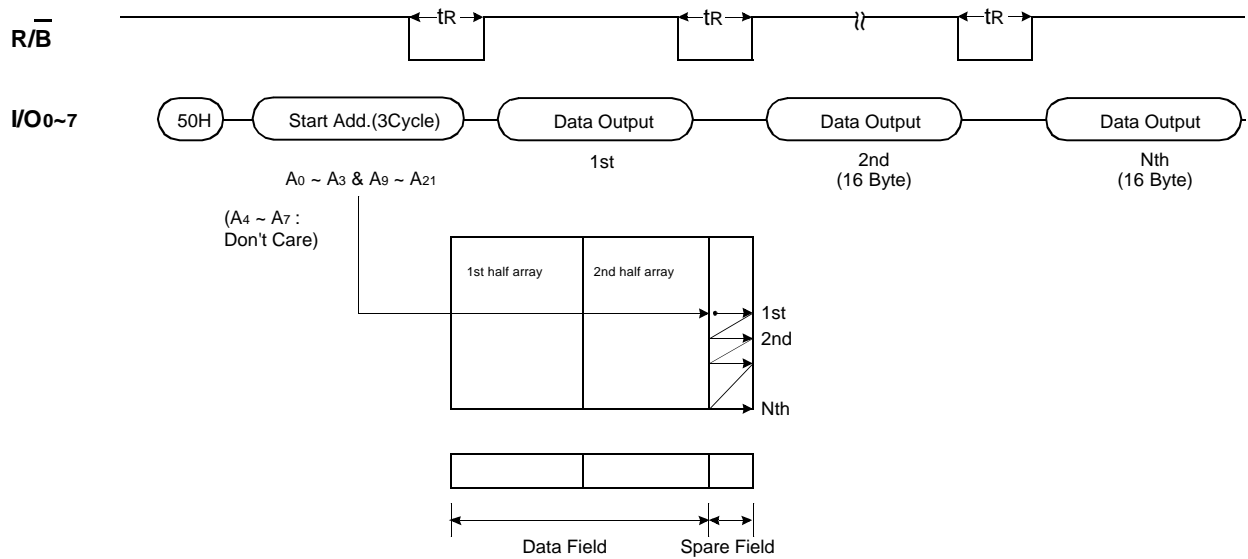 R/B tR tR ≈ tR
I/O0~7 50H Start Add.(3Cycle) Data Output Data Output Data Output
1st 2nd Nth
(16 Byte) (16 Byte)
A0 ~ A3 & A9 ~ A21
(A4 ~ A7 :
Don't Care)
1st half array 2nd half array
1st
2nd
Nth
Data Field Spare Field